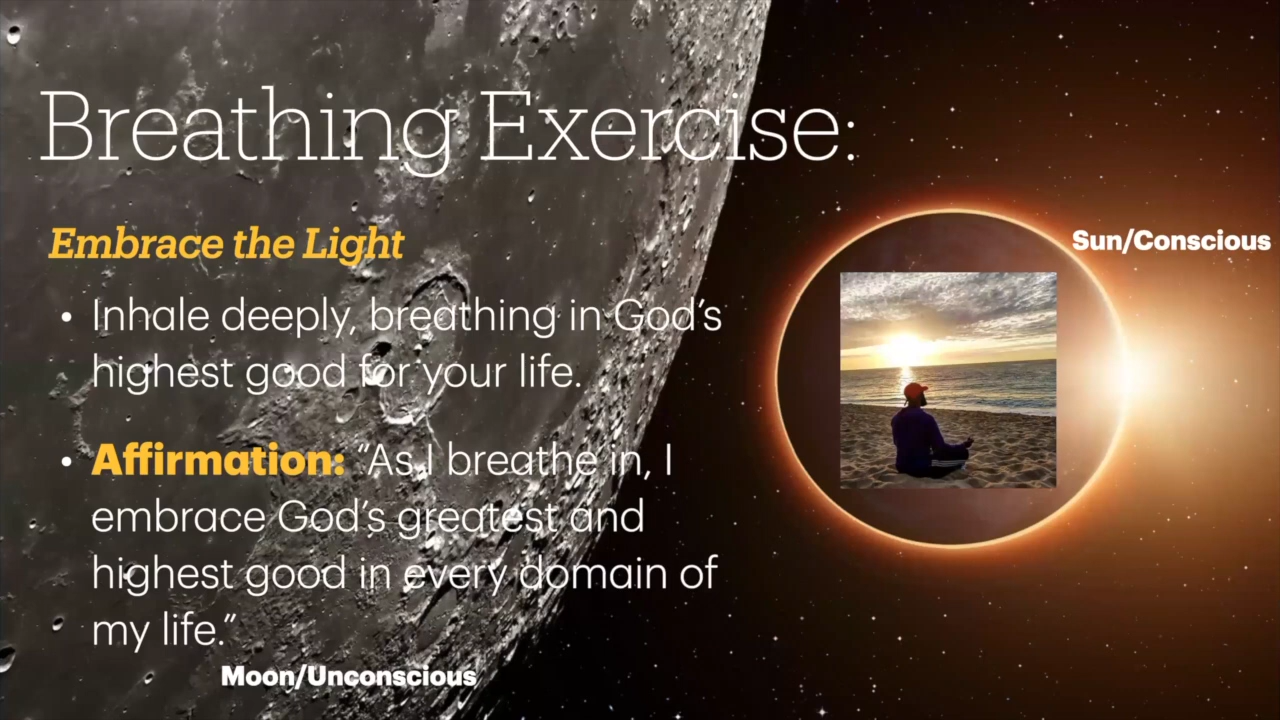 Breathing Exercise:
Embrace the Light
Sun/Conscious
• Inhale deeply, breathing in God’s
highest good for your life.
• Affirmation: “As I breathe in, I
embrace God’s greatest and
highest good in every domain of
my life.”
Moon/Unconscious